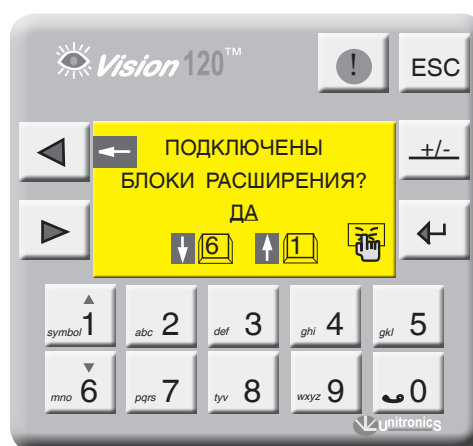 Vision 120™
! ESC
ПОДКЛЮЧЕНЫ
+/-
БЛОКИ РАСШИРЕНИЯ?
ДА
6 1
symbol 1 abc 2 def 3 ghi 4 gkl 5
mno 6 pqrs 7 tyv 8 wxyz 9 0
unitronics